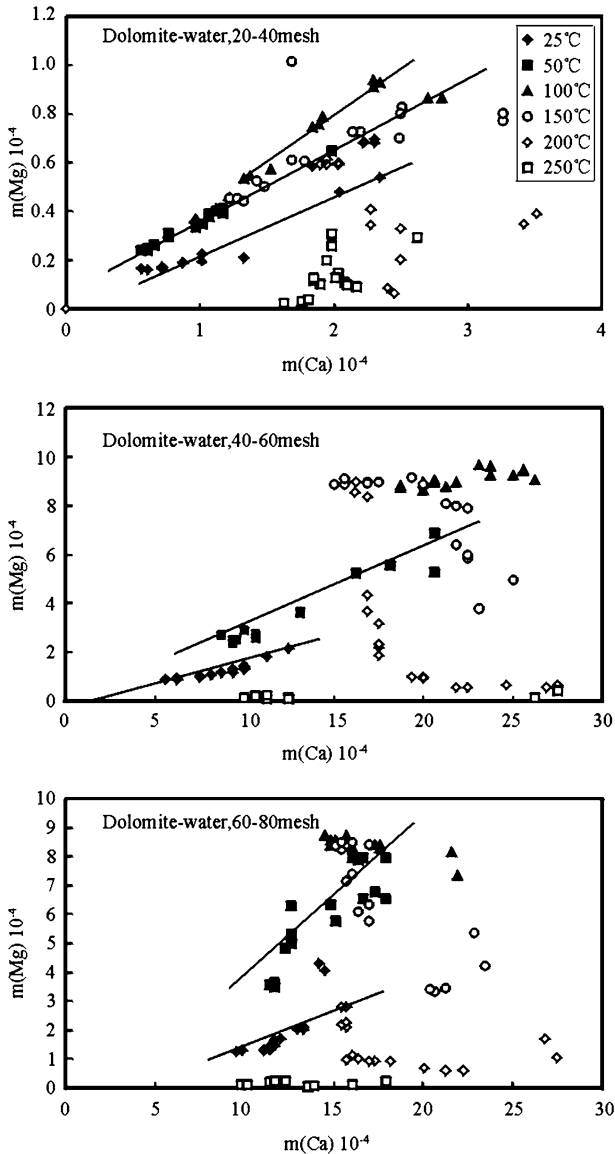 1.2
Dolomite-water,20-40mesh
25℃
50℃
100℃
150℃
200℃
250℃
1.0
0.8
0.6
0.4
0.2
0
m(Mg) 10-4
0 1 2 3 4
m(Ca) 10-4
12
Dolomite-water,40-60mesh
10
8
6
4
2
0
m(Mg) 10-4
0 5 10 15 20 25 30
m(Ca) 10-4
10
Dolomite-water,60-80mesh
9
8
7
6
5
4
3
2
1
0
m(Mg) 10-4
0 5 10 15 20 25 30
m(Ca) 10-4